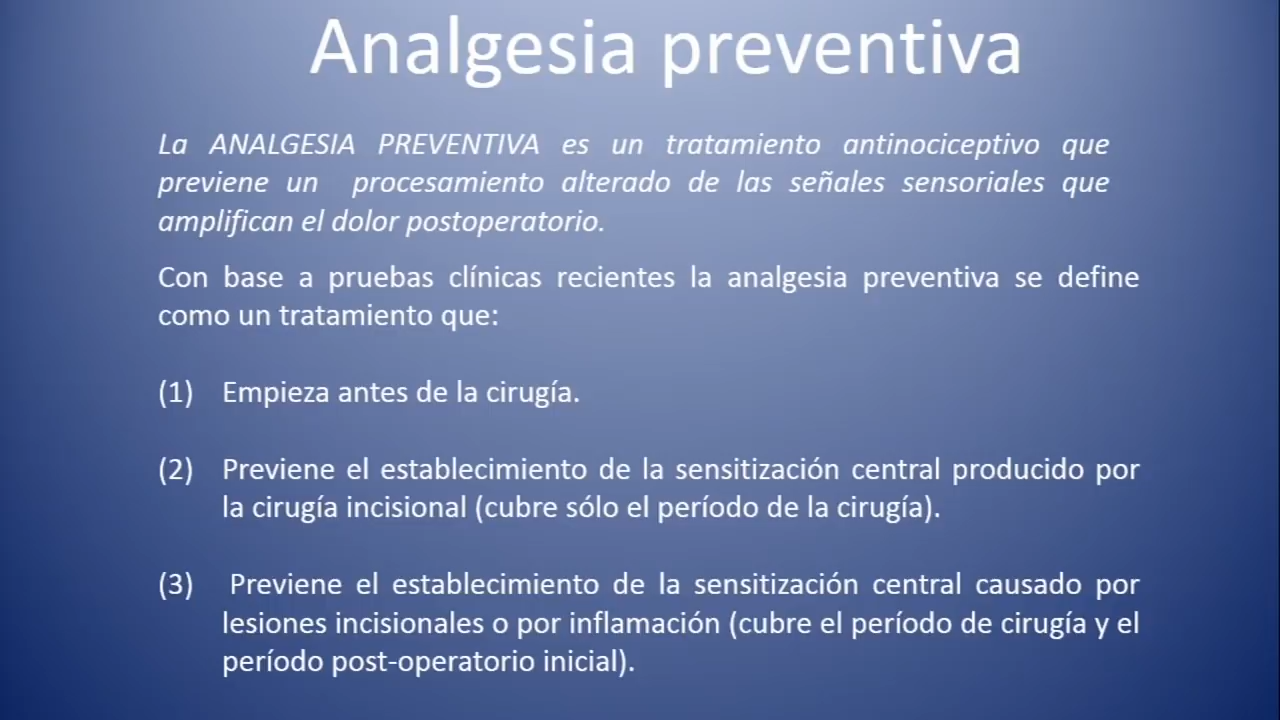 Analgesia preventiva
La ANALGESIA PREVENTIVA es un tratamiento antinociceptivo que
previene un procesamiento alterado de las señales sensoriales que
amplifican el dolor postoperatorio.
Con base a pruebas clínicas recientes la analgesia preventiva se define
como un tratamiento que:
(1) Empieza antes de la cirugía.
(2) Previene el establecimiento de la sensitización central producido por
la cirugía incisional (cubre sólo el período de la cirugía).
(3) Previene el establecimiento de la sensitización central causado por
lesiones incisionales o por inflamación (cubre el período de cirugía y el
período post-operatorio inicial).